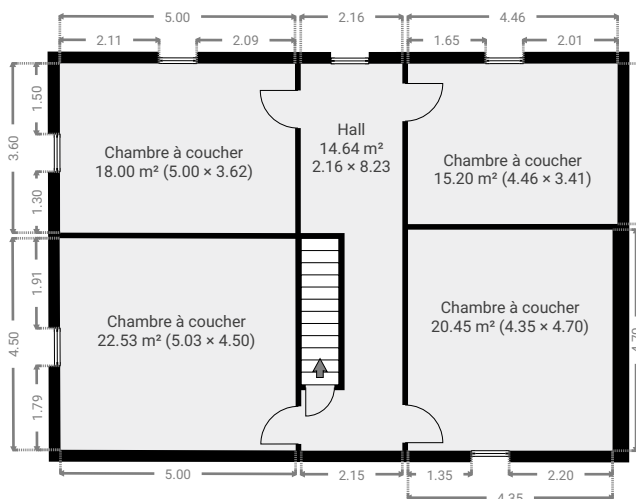 5.00
2.16
4.46
2.11
2.09
1.65
2.01
1.50
3.60
1.30
Chambre à coucher
18.00 m² (5.00 × 3.62)
Hall
14.64 m²
2.16 × 8.23
Chambre à coucher
15.20 m² (4.46 × 3.41)
1.91
4.50
1.79
Chambre à coucher
22.53 m² (5.03 × 4.50)
Chambre à coucher
20.45 m² (4.35 × 4.70)
4.70
5.00
2.15
1.35
2.20
4.35